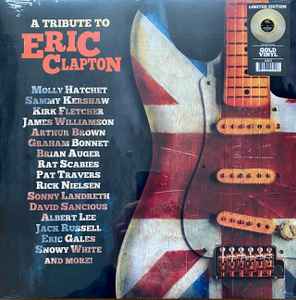 A TRIBUTE TO
ERIC
CLAPTON
MOLLY HATCHET
SAMMY KERSHAW
KIRK FLETCHER
JAMES WILLIAMSON
ARTHUR BROWN
GRAHAM BONNET
BRIAN AUGER
RAT SCABIES
PAT TRAVERS
RICK NIELSEN
SONNY LANDRETH
DAVID SANCIOUS
ALBERT LEE
JACK RUSSELL
ERIC GALES
SNOWY WHITE
AND MORE!
LIMITED EDITION
GOLD
VINYL